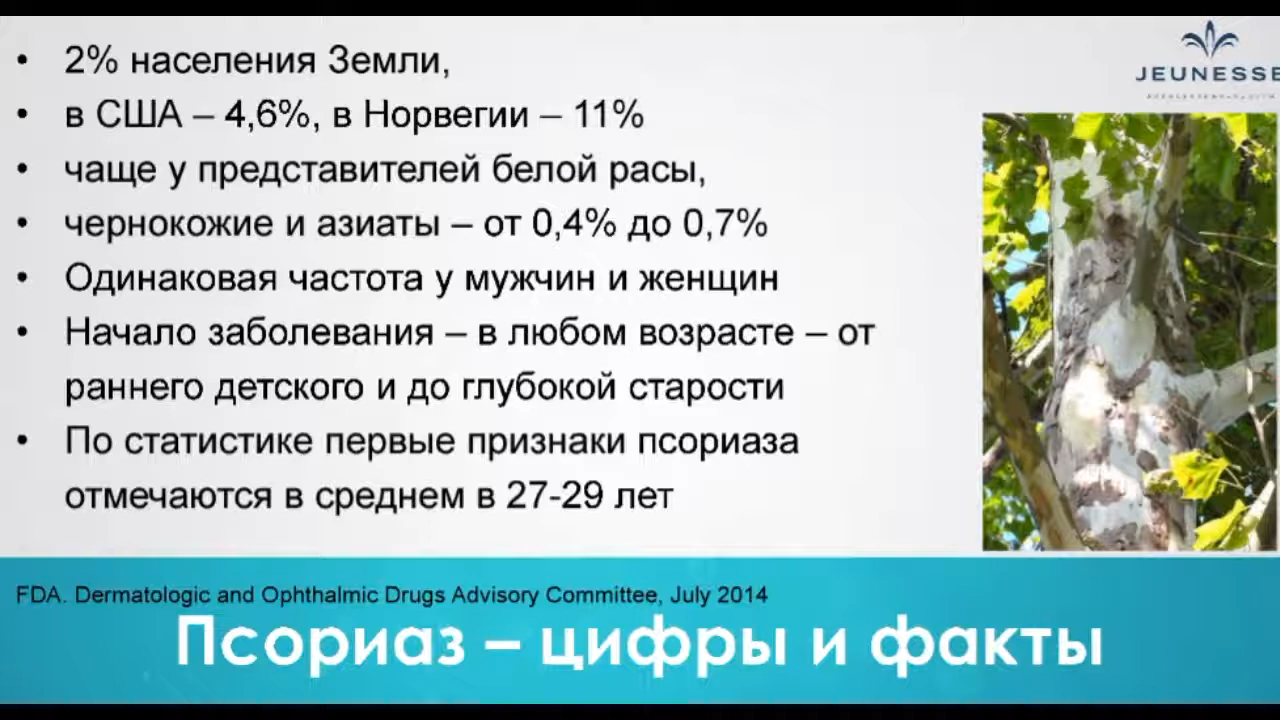 • 2% населения Земли,
• в США – 4,6%, в Норвегии – 11%
• чаще у представителей белой расы,
• чернокожие и азиаты – от 0,4% до 0,7%
• Одинаковая частота у мужчин и женщин
• Начало заболевания – в любом возрасте – от
раннего детского и до глубокой старости
• По статистике первые признаки псориаза
отмечаются в среднем в 27-29 лет
JEUNESSE
FDA. Dermatologic and Ophthalmic Drugs Advisory Committee, July 2014
Псориаз – цифры и факты